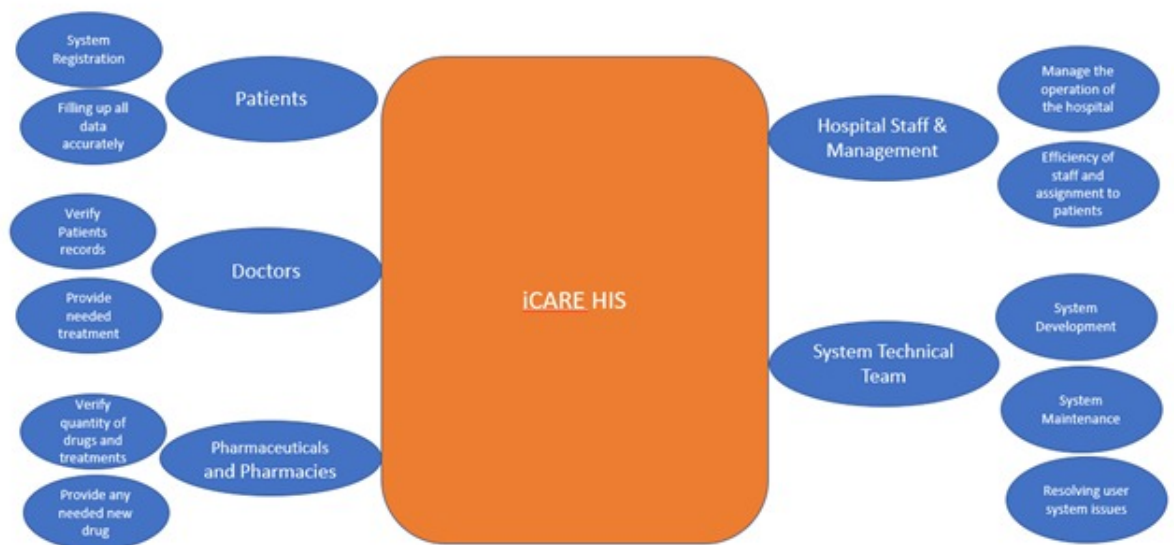 System
Registration
Filling up all
data
accurately
Patients
Verify
Patients
records
Provide
needed
treatment
Doctors
Verify
quantity of
drugs and
treatments
Provide any
needed new
drug
Pharmaceuticals
and Pharmacies
iCARE HIS
Hospital Staff &
Management
Manage the
operation of
the hospital
Efficiency of
staff and
assignment to
patients
System Technical
Team
System
Development
System
Maintenance
Resolving user
system issues